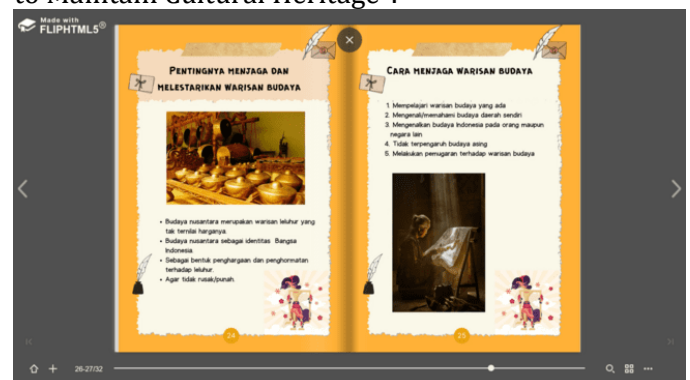 to Maintain Cultural Heritage".
Made with
FLIPHTML5®
PENTINGNYA MENJAGA DAN
MELESTARIKAN WARISAN BUDAYA
Budaya nusantara merupakan warisan leluhur yang
tak ternilai harganya.
Budaya nusantara sebagai identitas Bangsa
Indonesia
Sebagai bentuk penghargaan dan penghormatan
terhadap leluhur.
Agar tidak rusak/punah.
24
CARA MENJAGA WARISAN BUDAYA
1. Mempelajari warisan budaya yang ada
2. Mengenal/memahami budaya daerah sendiri
3. Mengenalkan budaya Indonesia pada orang maupun
negara lain
4. Tidak terpengaruh budaya asing
5. Melakukan pemugaran terhadap warisan budaya
25
26-27/32